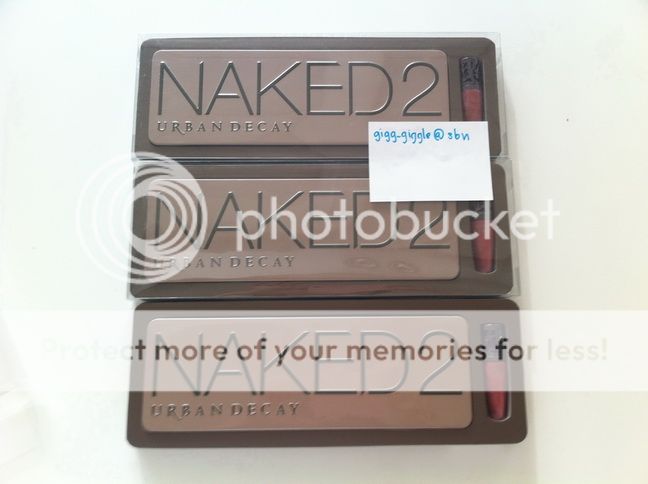 NAKED2
URBAN DECAY
gigg-giggle@sbn
NAKED2
photobucket
URBAN DECAY
Protect more of your memories for less!
NAKED2
URBAN DECAY